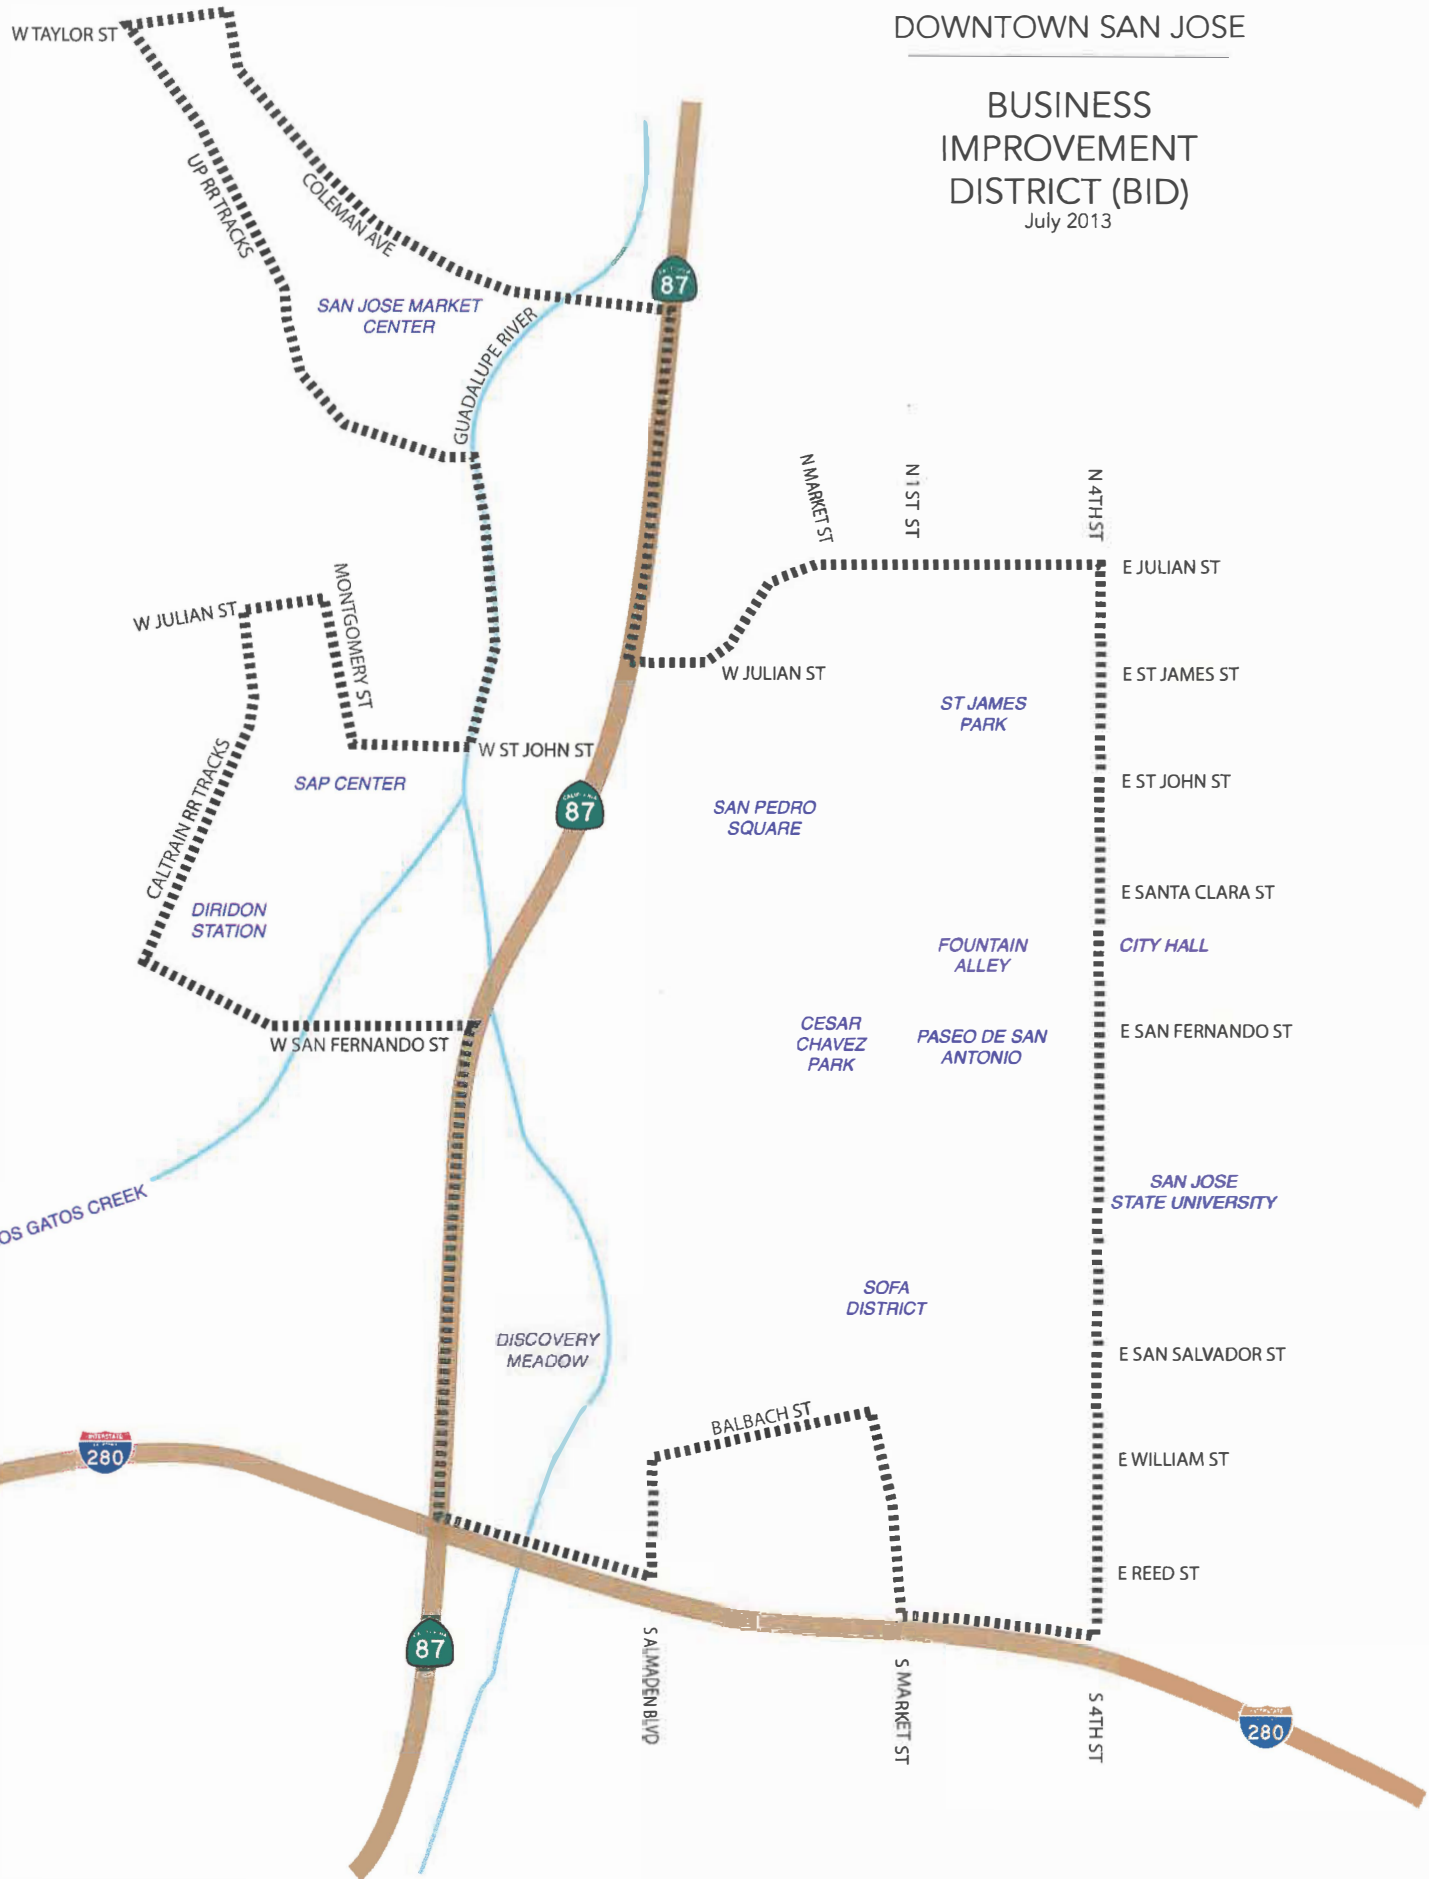 DOWNTOWN SAN JOSE
BUSINESS
IMPROVEMENT
DISTRICT (BID)
July 2013
W TAYLOR ST
UP RR TRACKS
COLEMAN AVE
87
SAN JOSE MARKET
CENTER
GUADALUPE RIVER
N MARKET ST
N 1ST ST
N 4TH ST
E JULIAN ST
W JULIAN ST
MONTGOMERY ST
W JULIAN ST
E ST JAMES ST
ST JAMES
PARK
W ST JOHN ST
E ST JOHN ST
SAP CENTER
CALTRAIN RR TRACKS
87
SAN PEDRO
SQUARE
E SANTA CLARA ST
DIRIDON
STATION
FOUNTAIN
ALLEY
CITY HALL
W SAN FERNANDO ST
CESAR
CHAVEZ
PARK
PASEO DE SAN
ANTONIO
E SAN FERNANDO ST
OS GATOS CREEK
SAN JOSE
STATE UNIVERSITY
SOFA
DISTRICT
DISCOVERY
MEADOW
E SAN SALVADOR ST
BALBACH ST
INTERSTATE
280
E WILLIAM ST
E REED ST
87
S ALMADEN BLVD
S MARKET ST
S 4TH ST
280